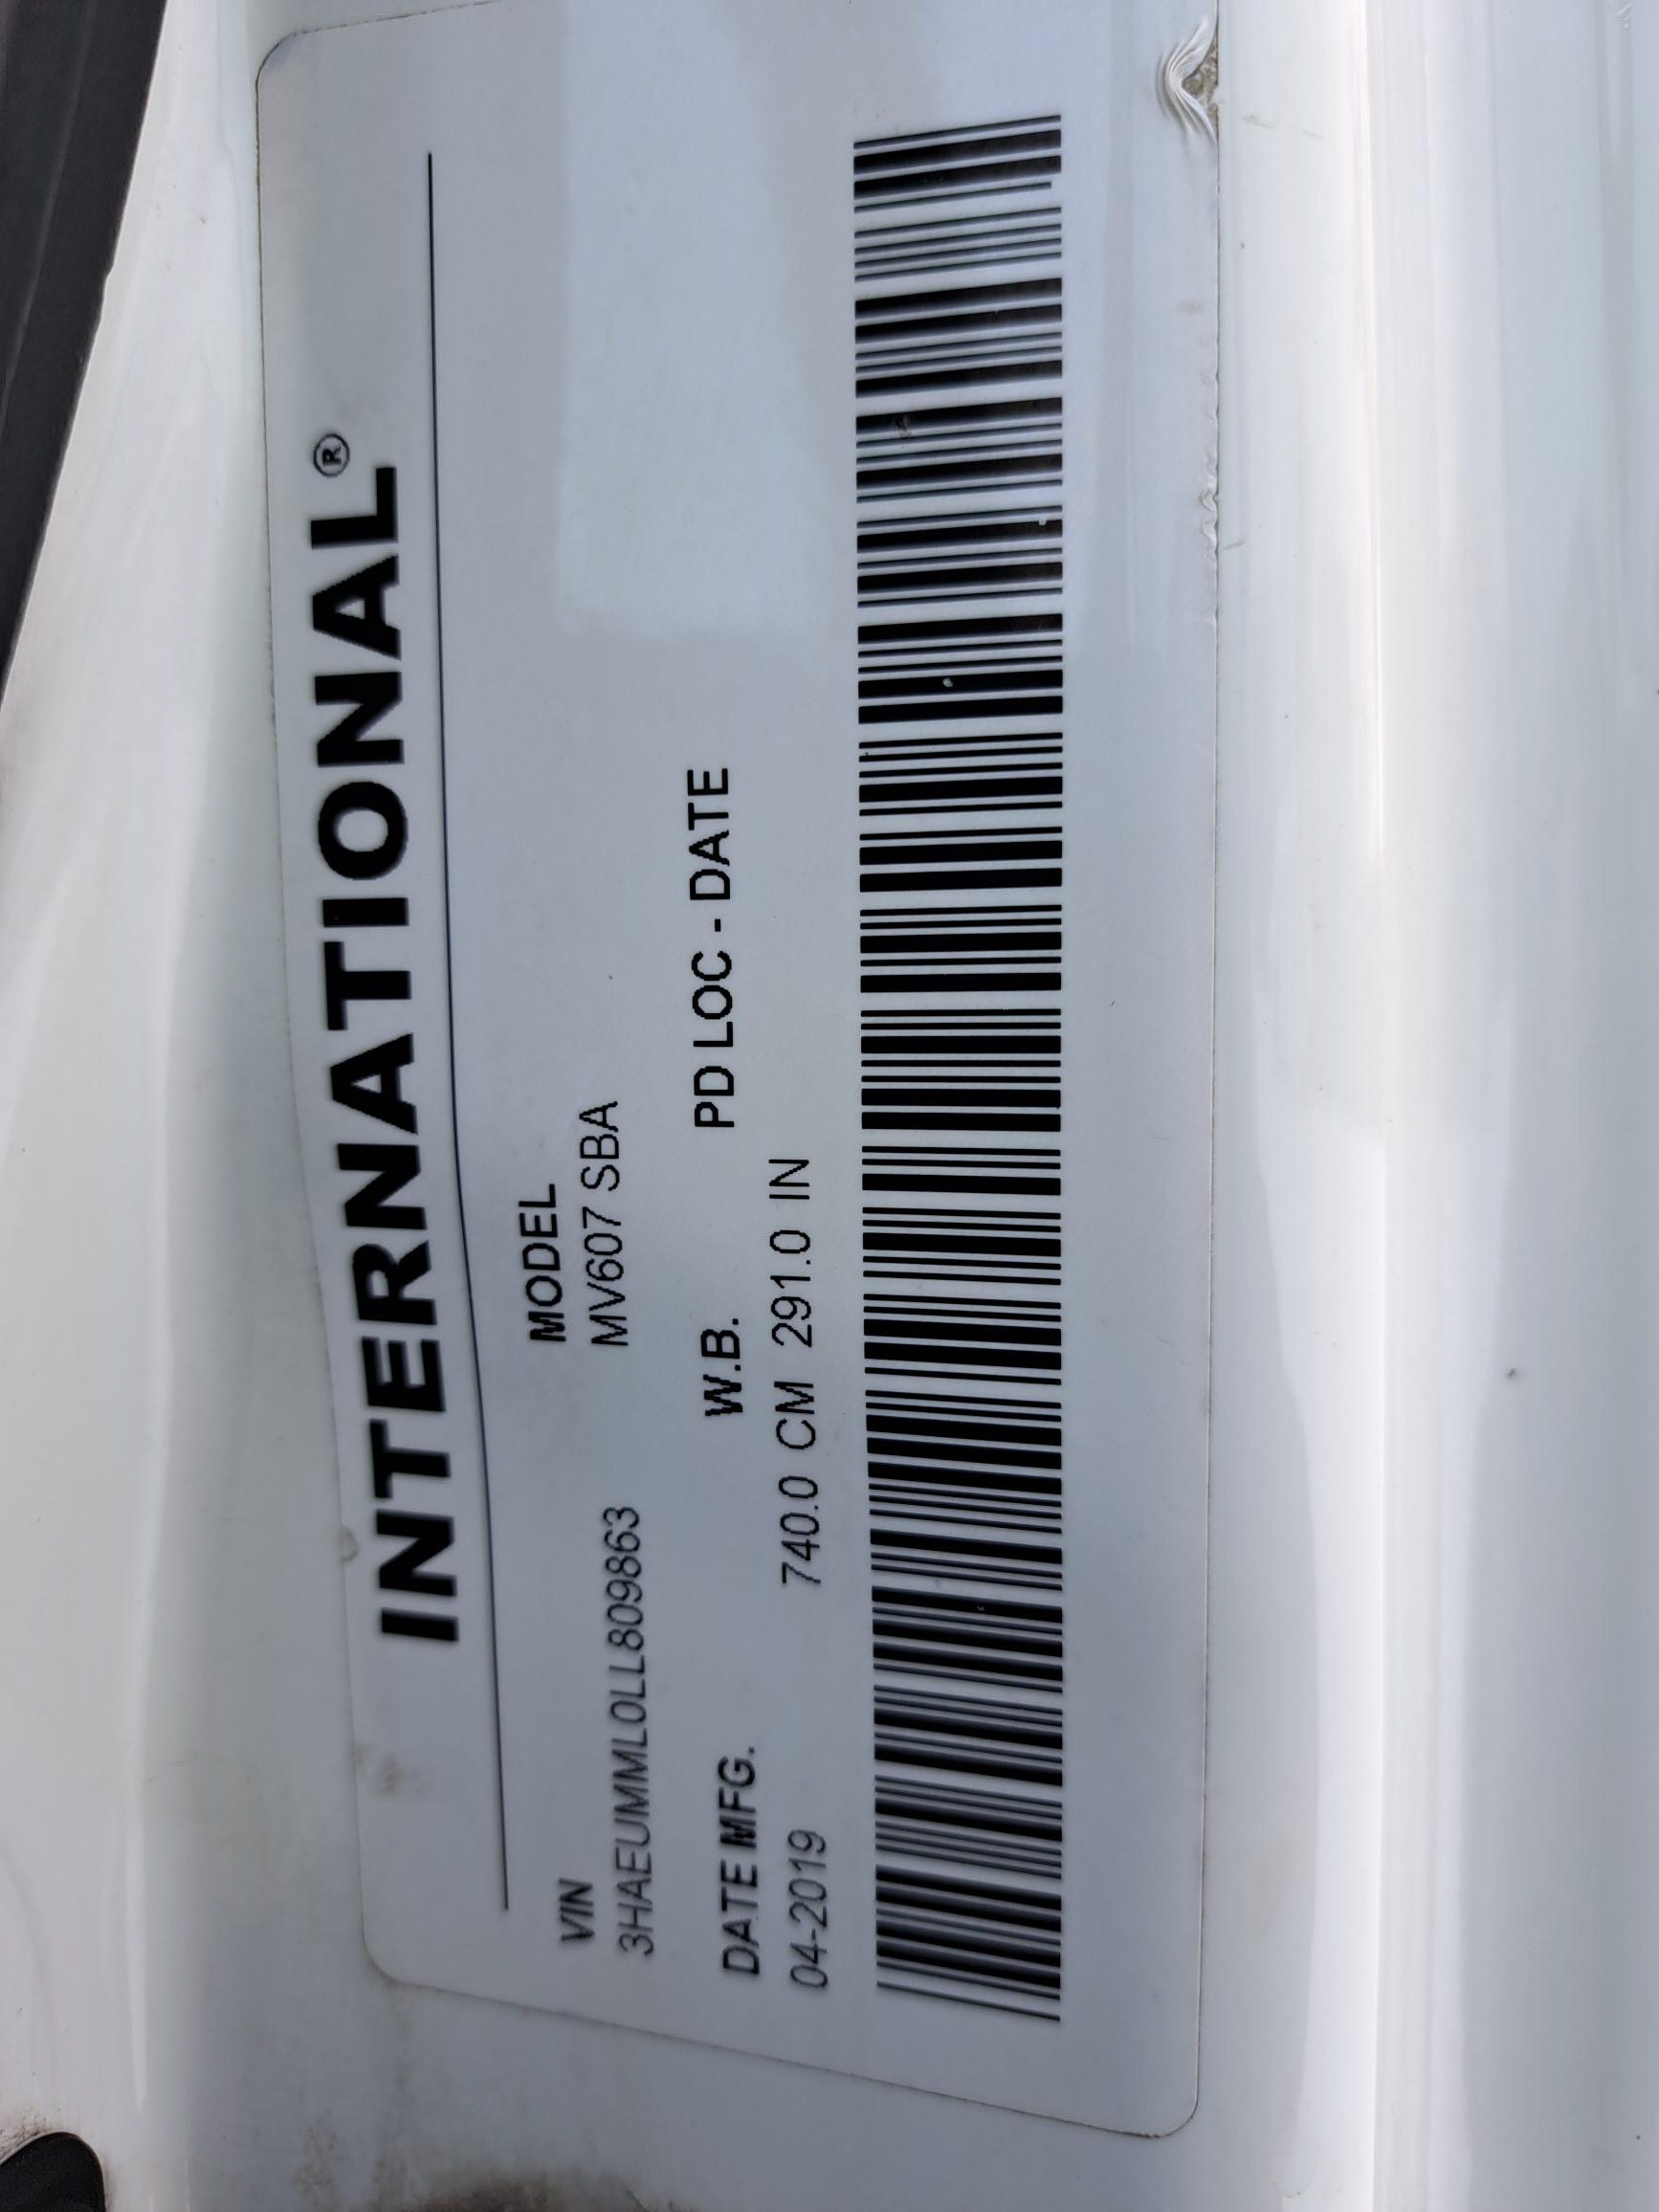 INTERNATIONAL®
VIN MODEL
3HAEUMML0LL809863 MV607 SBA
DATE MFG. W.B. PD LOC - DATE
04-2019 740.0 CM 291.0 IN